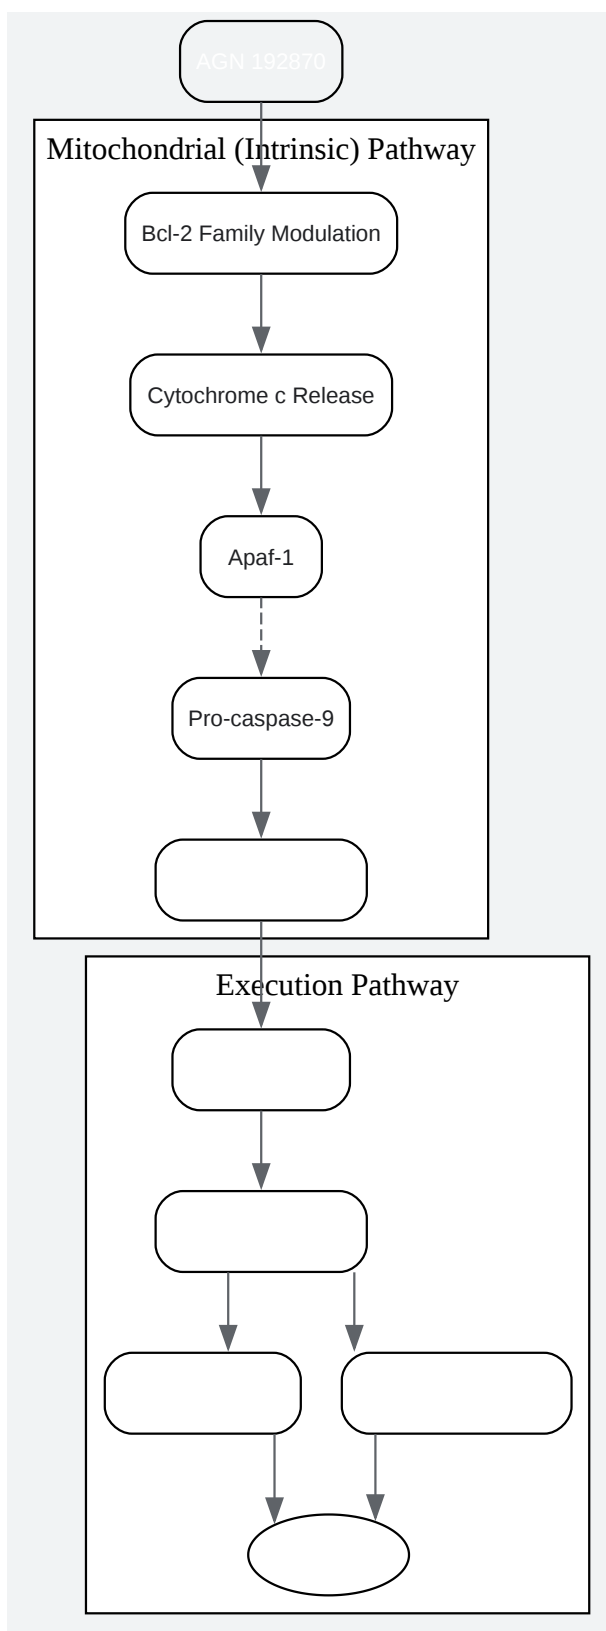 AGN 192870
Mitochondrial (Intrinsic) Pathway
Bcl-2 Family Modulation
Cytochrome c Release
Apaf-1
Pro-caspase-9
Execution Pathway